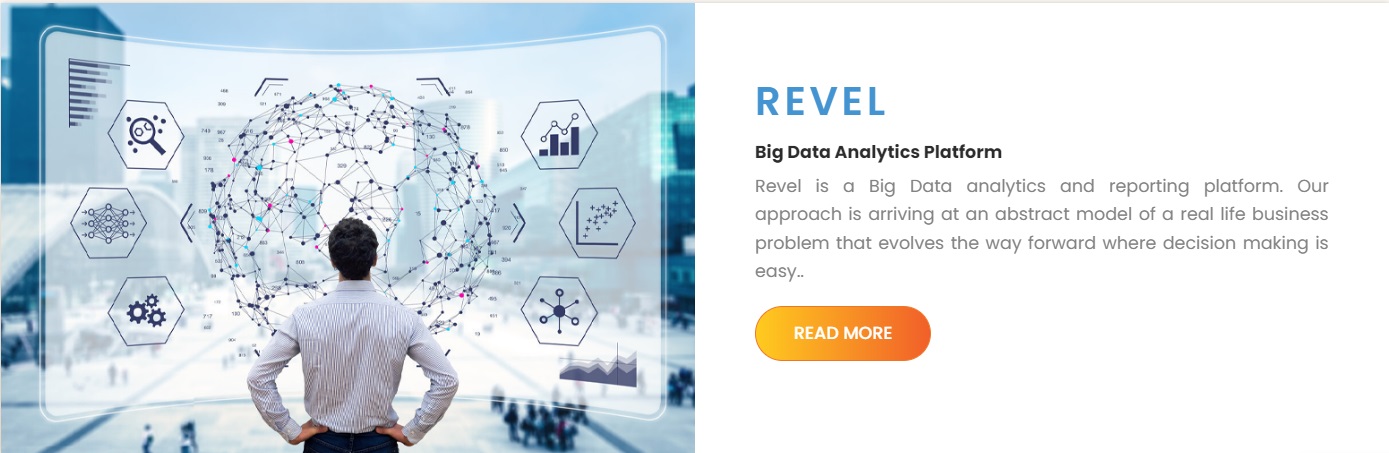 REVEL
Big Data Analytics Platform
Revel is a Big Data analytics and reporting platform. Our
approach is arriving at an abstract model of a real life business
problem that evolves the way forward where decision making is
easy..
READ MORE